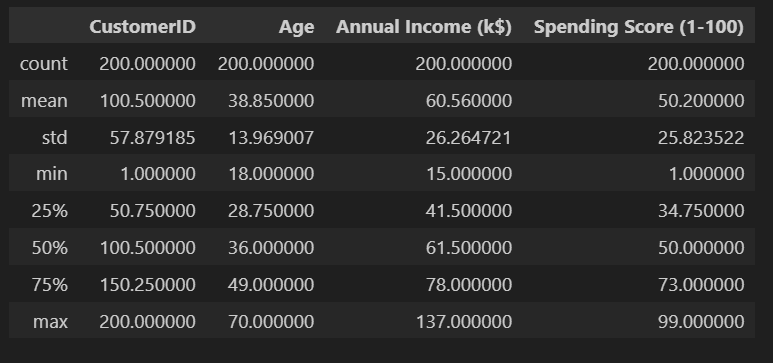 CustomerID Age Annual Income (k$) Spending Score (1-100)
count 200.000000 200.000000 200.000000 200.000000
mean 100.500000 38.850000 60.560000 50.200000
std 57.879185 13.969007 26.264721 25.823522
min 1.000000 18.000000 15.000000 1.000000
25% 50.750000 28.750000 41.500000 34.750000
50% 100.500000 36.000000 61.500000 50.000000
75% 150.250000 49.000000 78.000000 73.000000
max 200.000000 70.000000 137.000000 99.000000